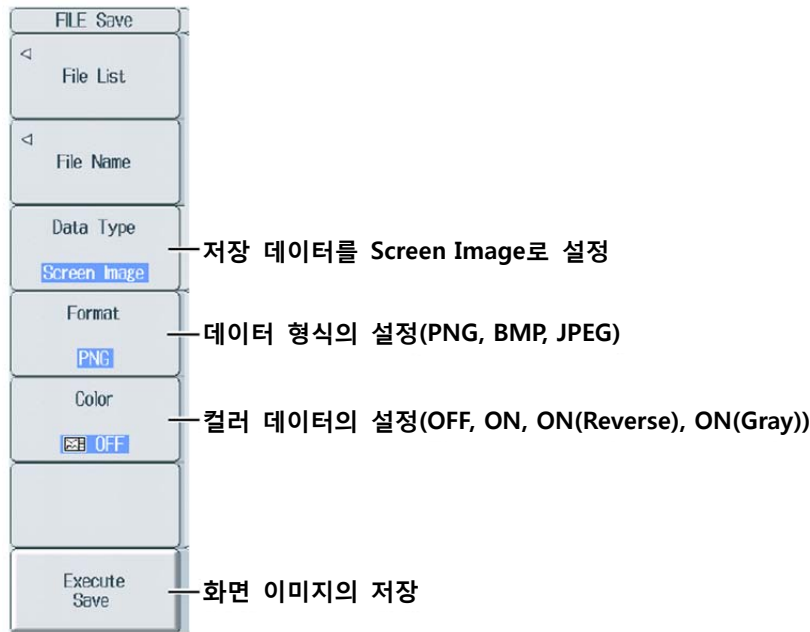 FILE Save
File List
File Name
Data Type
Screen Image
저장 데이터를 Screen Image로 설정
Format
PNG
데이터 형식의 설정(PNG, BMP, JPEG)
Color
OFF
컬러 데이터의 설정(OFF, ON, ON(Reverse), ON(Gray))
Execute
Save
화면 이미지의 저장